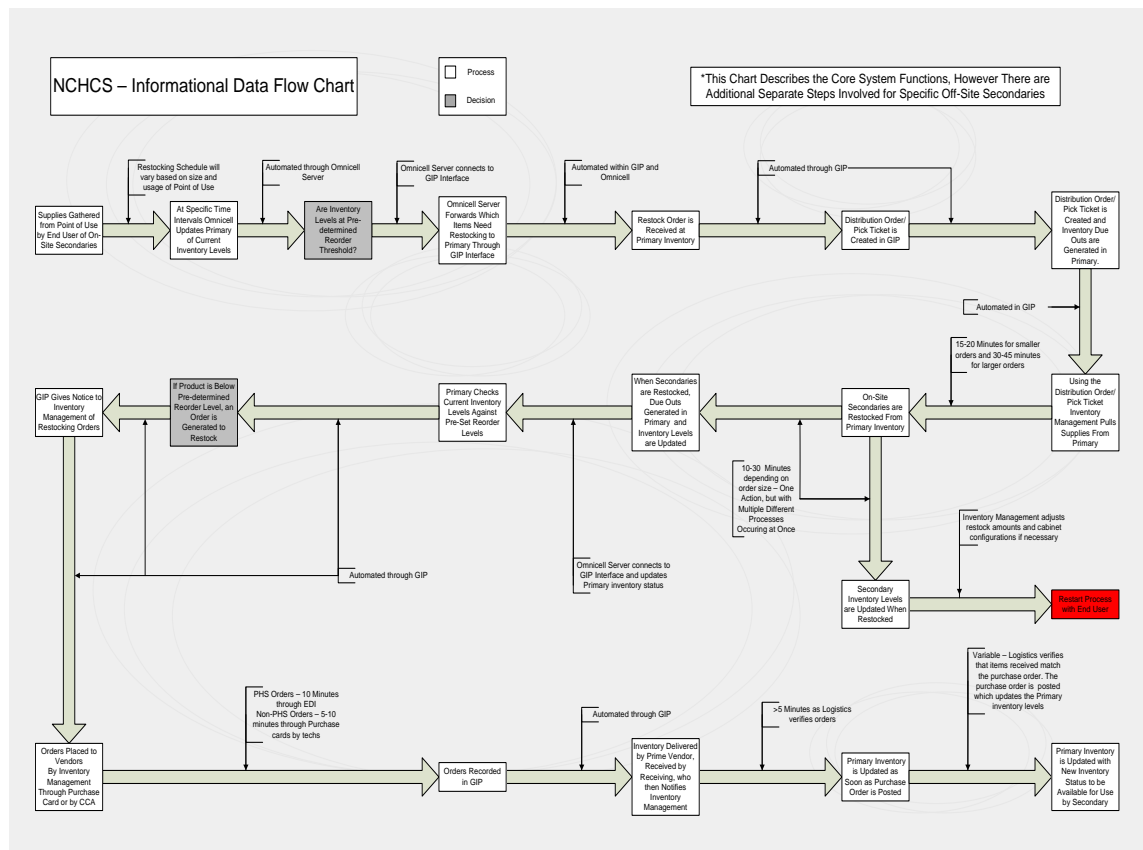 NCHCS – Informational Data Flow Chart
Process
Decision
*This Chart Describes the Core System Functions, However There are
Additional Separate Steps Involved for Specific Off-Site Secondaries
Restocking Schedule will
vary based on size and
usage of Point of Use
Automated through Omnicell
Server
Omnicell Server connects to
GIP Interface
Automated within GIP and
Omnicell
Automated through GIP
Supplies Gathered
from Point of Use
by End User of On-
Site Secondaries
At Specific Time
Intervals Omnicell
Updates Primary
of Current
Inventory Levels
Are Inventory
Levels at Pre-
determined
Reorder
Threshold?
Omnicell Server
Forwards Which
Items Need
Restocking to
Primary Through
GIP Interface
Restock Order is
Received at
Primary Inventory
Distribution Order/
Pick Ticket is
Created in GIP
Distribution Order/
Pick Ticket is
Created and
Inventory Due
Outs are
Generated in
Primary.
Automated in GIP
15-20 Minutes for smaller
orders and 30-45 minutes
for larger orders
GIP Gives Notice to
Inventory
Management of
Restocking Orders
If Product is Below
Pre-determined
Reorder Level, an
Order is
Generated to
Restock
Primary Checks
Current Inventory
Levels Against
Pre-Set Reorder
Levels
When Secondaries
are Restocked,
Due Outs
Generated in
Primary and
Inventory Levels
are Updated
On-Site
Secondaries are
Restocked From
Primary Inventory
Using the
Distribution Order/
Pick Ticket
Inventory
Management Pulls
Supplies From
Primary
10-30 Minutes
depending on
order size – One
Action, but with
Multiple Different
Processes
Occuring at Once
Inventory Management adjusts
restock amounts and cabinet
configurations if necessary
Automated through GIP
Omnicell Server connects to
GIP Interface and updates
Primary inventory status
Secondary
Inventory Levels
are Updated When
Restocked
Restart Process
with End User
PHS Orders – 10 Minutes
through EDI
Non-PHS Orders – 5-10
minutes through Purchase
cards by techs
Automated through GIP
>5 Minutes as Logistics
verifies orders
Variable – Logistics verifies
that items received match
the purchase order. The
purchase order is posted
which updates the Primary
inventory levels
Orders Placed to
Vendors
By Inventory
Management
Through Purchase
Card or by CCA
Orders Recorded
in GIP
Inventory Delivered
by Prime Vendor,
Received by
Receiving, who
then Notifies
Inventory
Management
Primary Inventory
is Updated as
Soon as Purchase
Order is Posted
Primary Inventory
is Updated with
New Inventory
Status to be
Available for Use
by Secondary